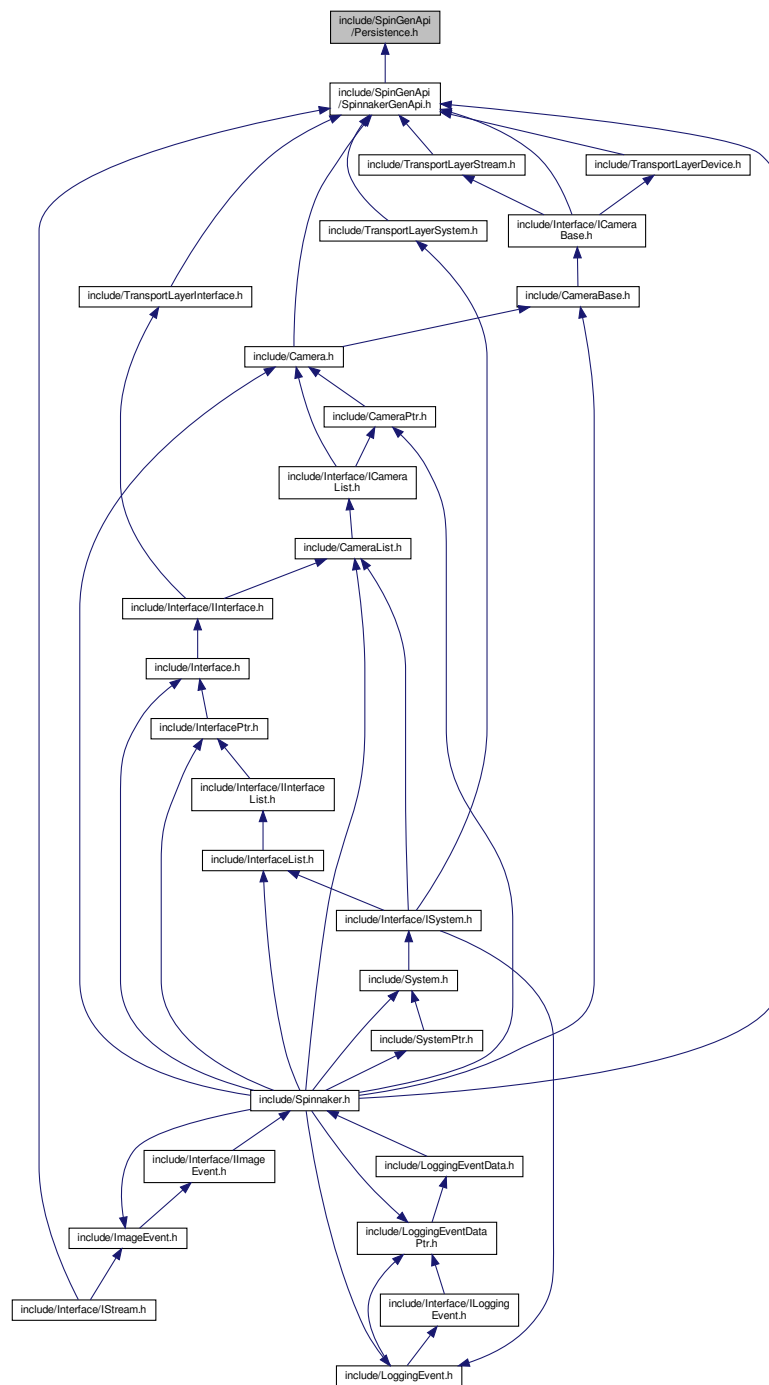 include/SpinGenApi
/Persistence.h
include/SpinGenApi
/SpinnakerGenApi.h
include/TransportLayerStream.h
include/TransportLayerDevice.h
include/TransportLayerSystem.h
include/Interface/ICamera
Base.h
include/TransportLayerInterface.h
include/CameraBase.h
include/Camera.h
include/CameraPtr.h
include/Interface/ICamera
List.h
include/CameraList.h
include/Interface/IInterface.h
include/Interface.h
include/InterfacePtr.h
include/Interface/IInterface
List.h
include/InterfaceList.h
include/Interface/ISystem.h
include/System.h
include/SystemPtr.h
include/Spinnaker.h
include/Interface/IImage
Event.h
include/LoggingEventData.h
include/ImageEvent.h
include/LoggingEventData
Ptr.h
include/Interface/IStream.h
include/Interface/ILogging
Event.h
include/LoggingEvent.h